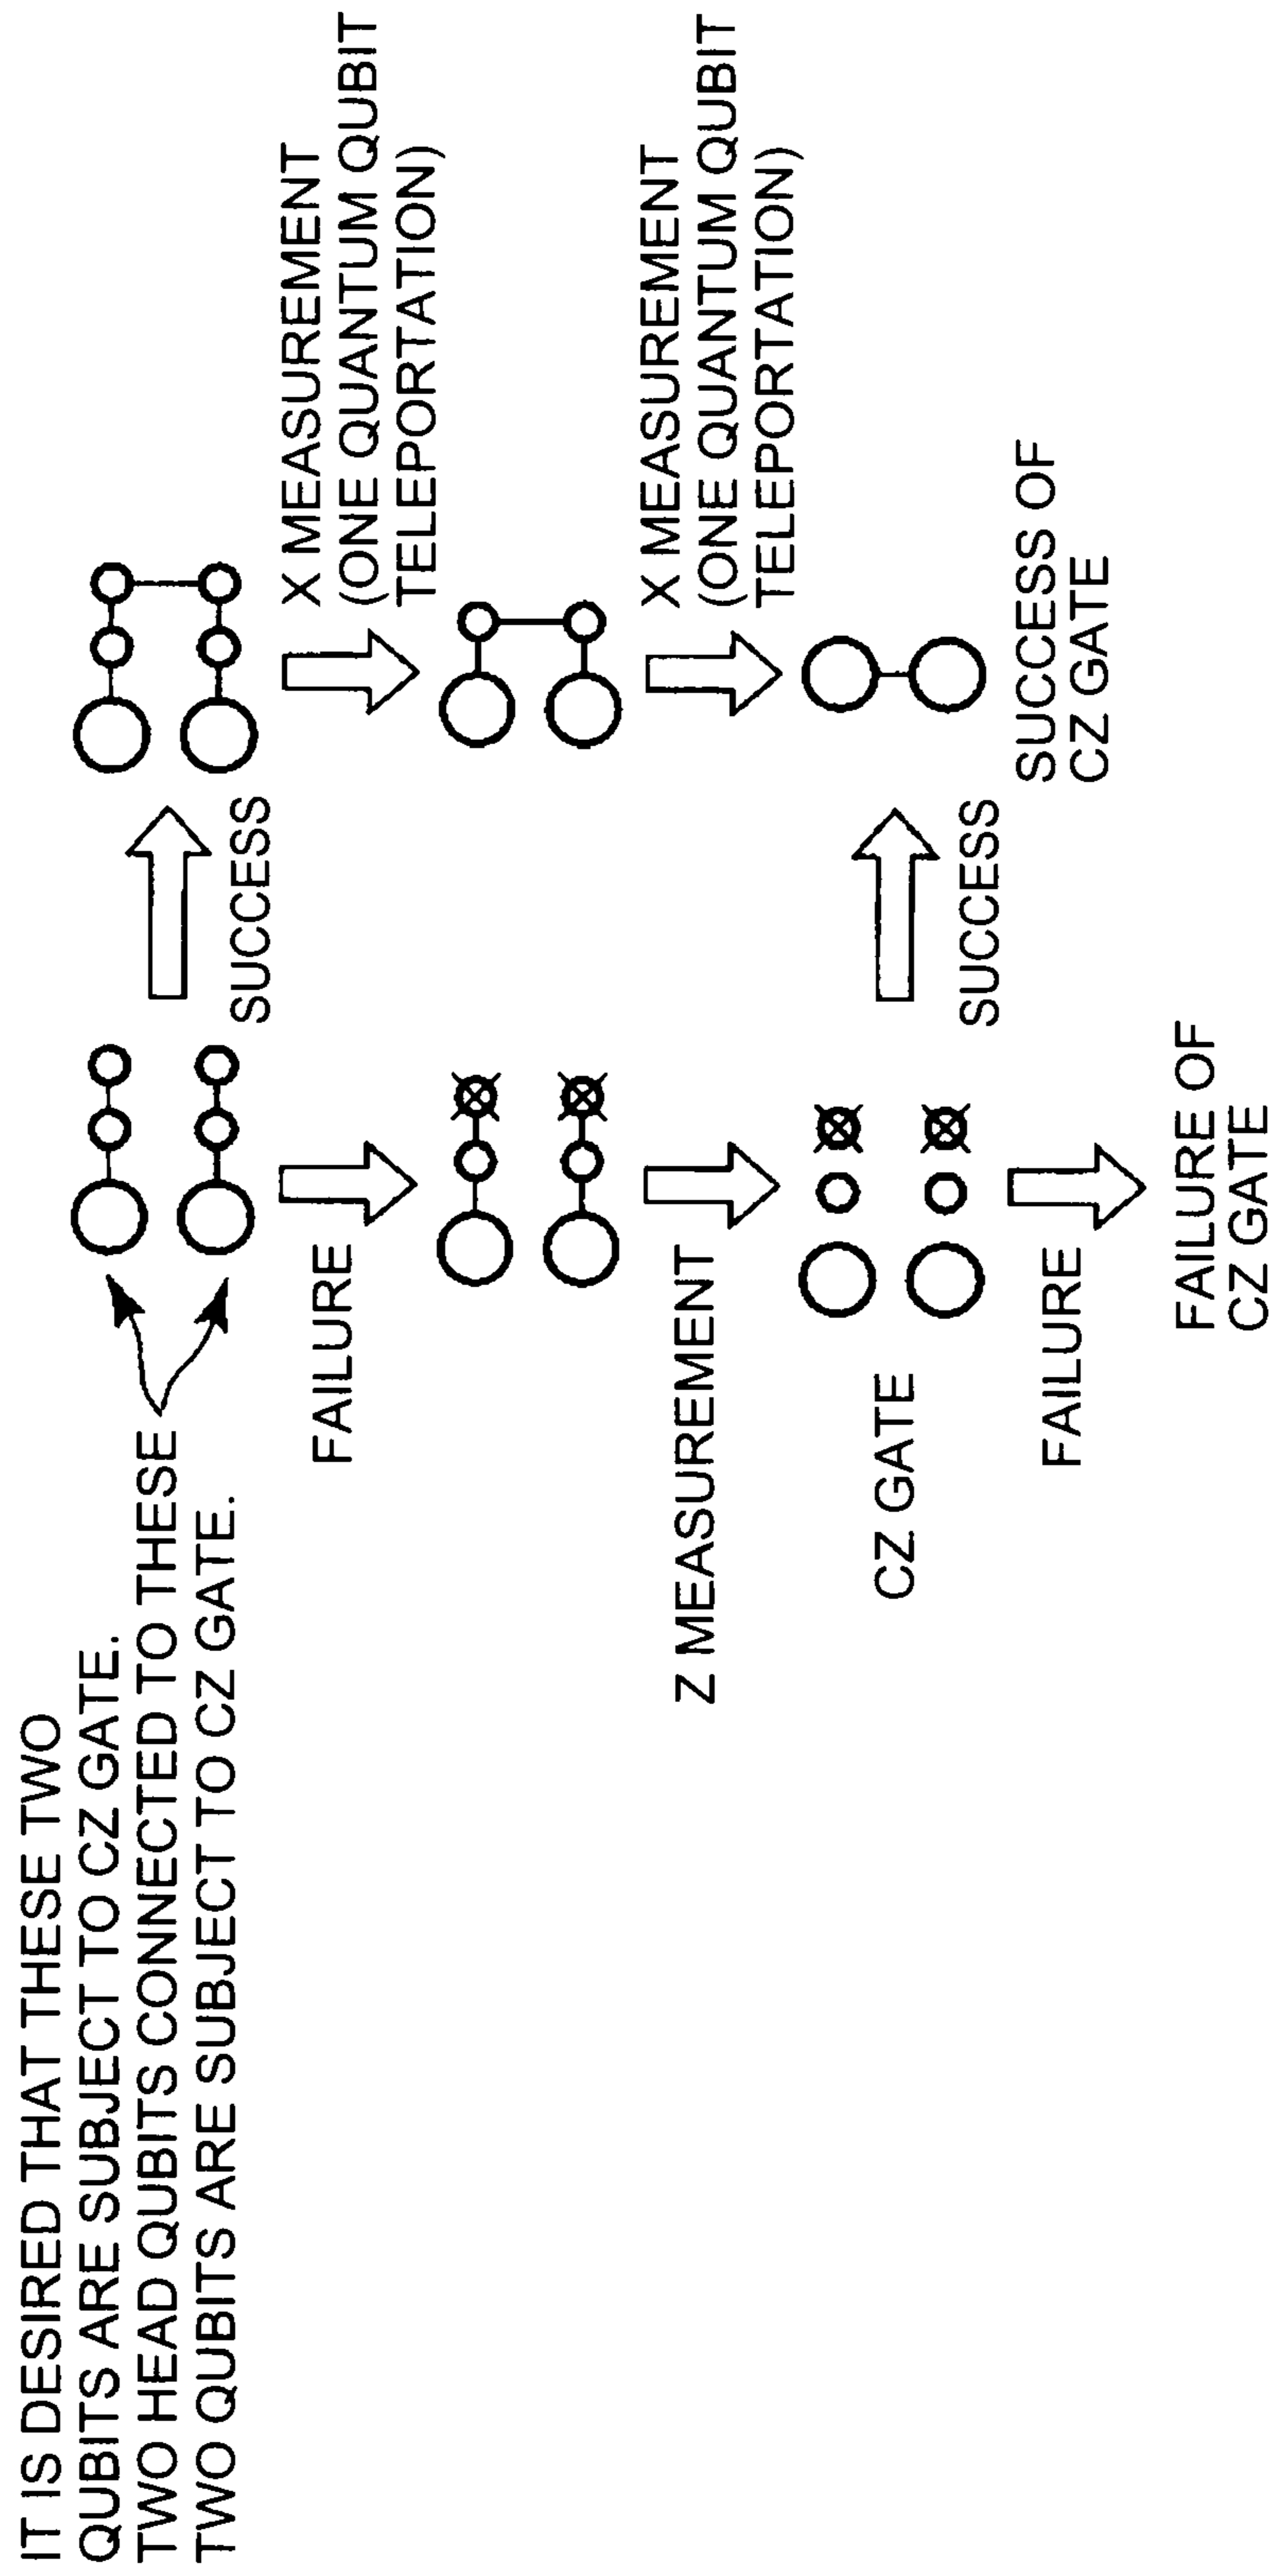 IT IS DESIRED THAT THESE TWO
QUBITS ARE SUBJECT TO CZ GATE.
TWO HEAD QUBITS CONNECTED TO THESE
TWO QUBITS ARE SUBJECT TO CZ GATE.
SUCCESS
FAILURE
X MEASUREMENT
(ONE QUANTUM QUBIT
TELEPORTATION)
Z MEASUREMENT
X MEASUREMENT
(ONE QUANTUM QUBIT
TELEPORTATION)
CZ GATE
SUCCESS
SUCCESS OF
CZ GATE
FAILURE
FAILURE OF
CZ GATE